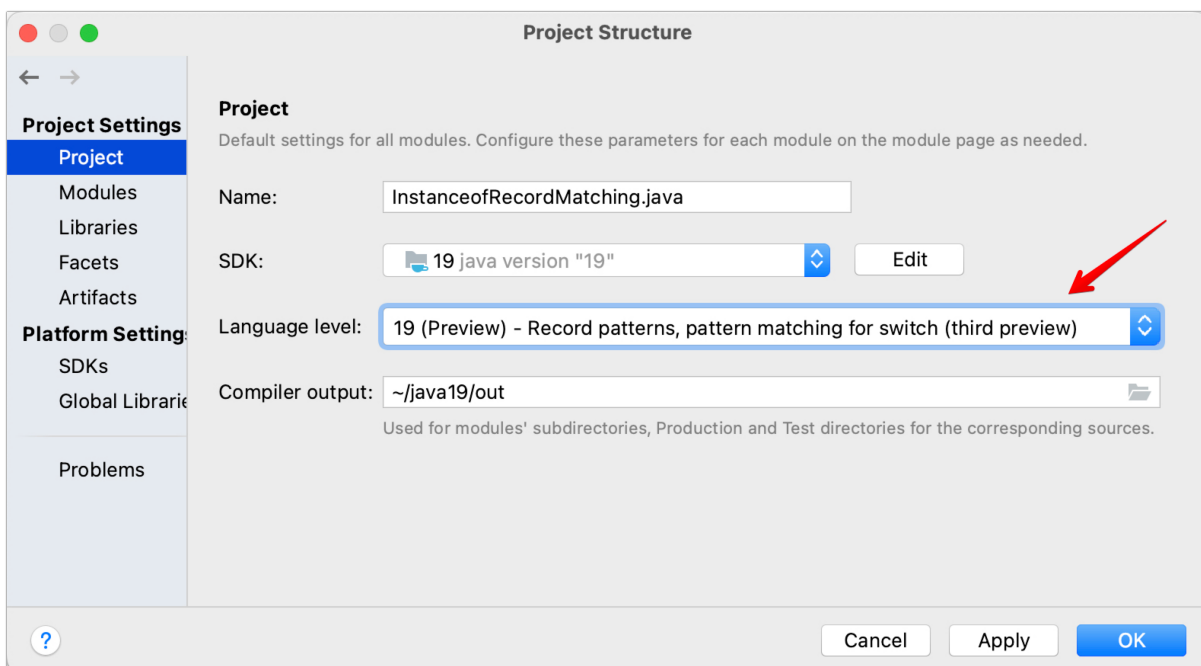 Project Structure
Project Settings
Project
Modules
Libraries
Facets
Artifacts
Platform Setting
SDKs
Global Librarie
Problems
Project
Default settings for all modules. Configure these parameters for each module on the module page as needed.
Name: InstanceofRecordMatching.java
SDK: 19 java version "19" Edit
Language level: 19 (Preview) - Record patterns, pattern matching for switch (third preview)
Compiler output: ~/java19/out
Used for modules' subdirectories, Production and Test directories for the corresponding sources.
? Cancel Apply OK